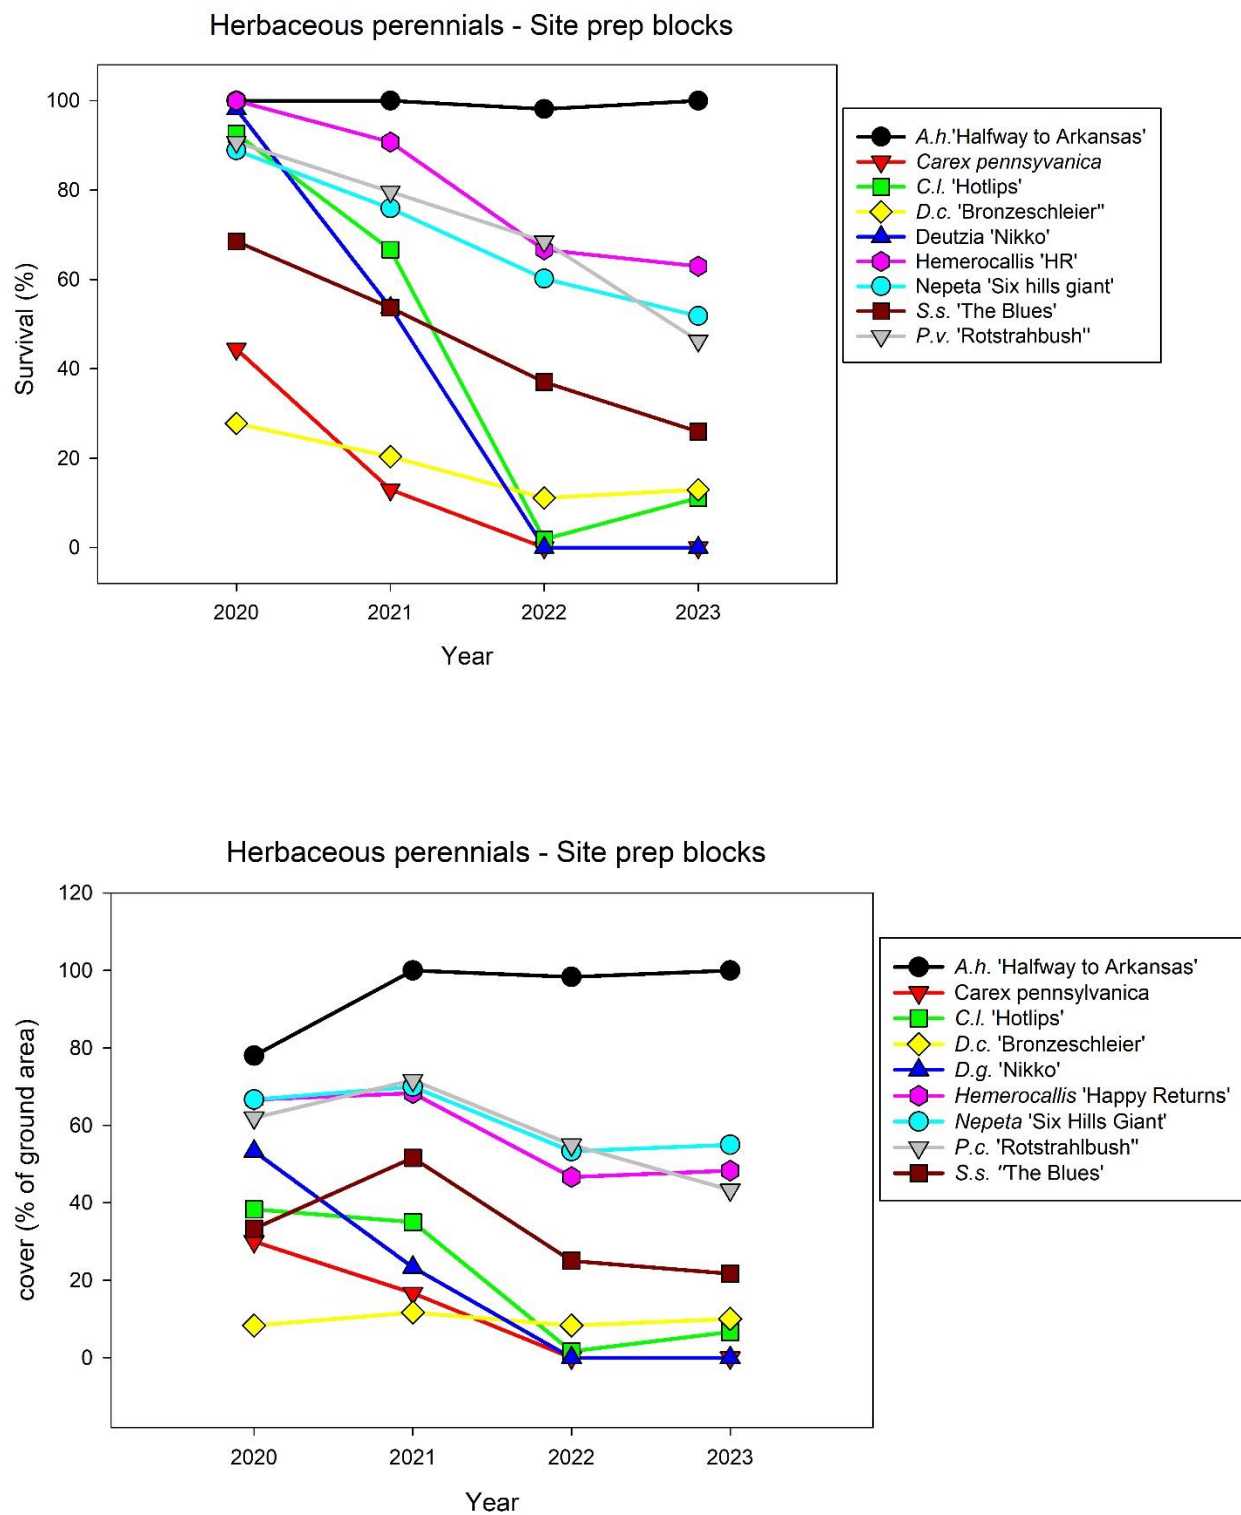 Herbaceous perennials - Site prep blocks
100
80
60
40
20
0
Survival (%)
2020 2021 2022 2023
Year
A.h.'Halfway to Arkansas'
Carex pennsyvanica
C.l. 'Hotlips'
D.c. 'Bronzeschleier"
Deutzia 'Nikko'
Hemerocallis 'HR'
Nepeta 'Six hills giant'
S.s. 'The Blues'
P.v. 'Rotstrahbush"
Herbaceous perennials - Site prep blocks
120
100
80
60
40
20
0
cover (% of ground area)
2020 2021 2022 2023
Year
A.h. 'Halfway to Arkansas'
Carex pennsylvanica
C.l. 'Hotlips'
D.c. 'Bronzeschleier'
D.g. 'Nikko'
Hemerocallis 'Happy Returns'
Nepeta 'Six Hills Giant'
P.c. 'Rotstrahlbush"
S.s. "The Blues'